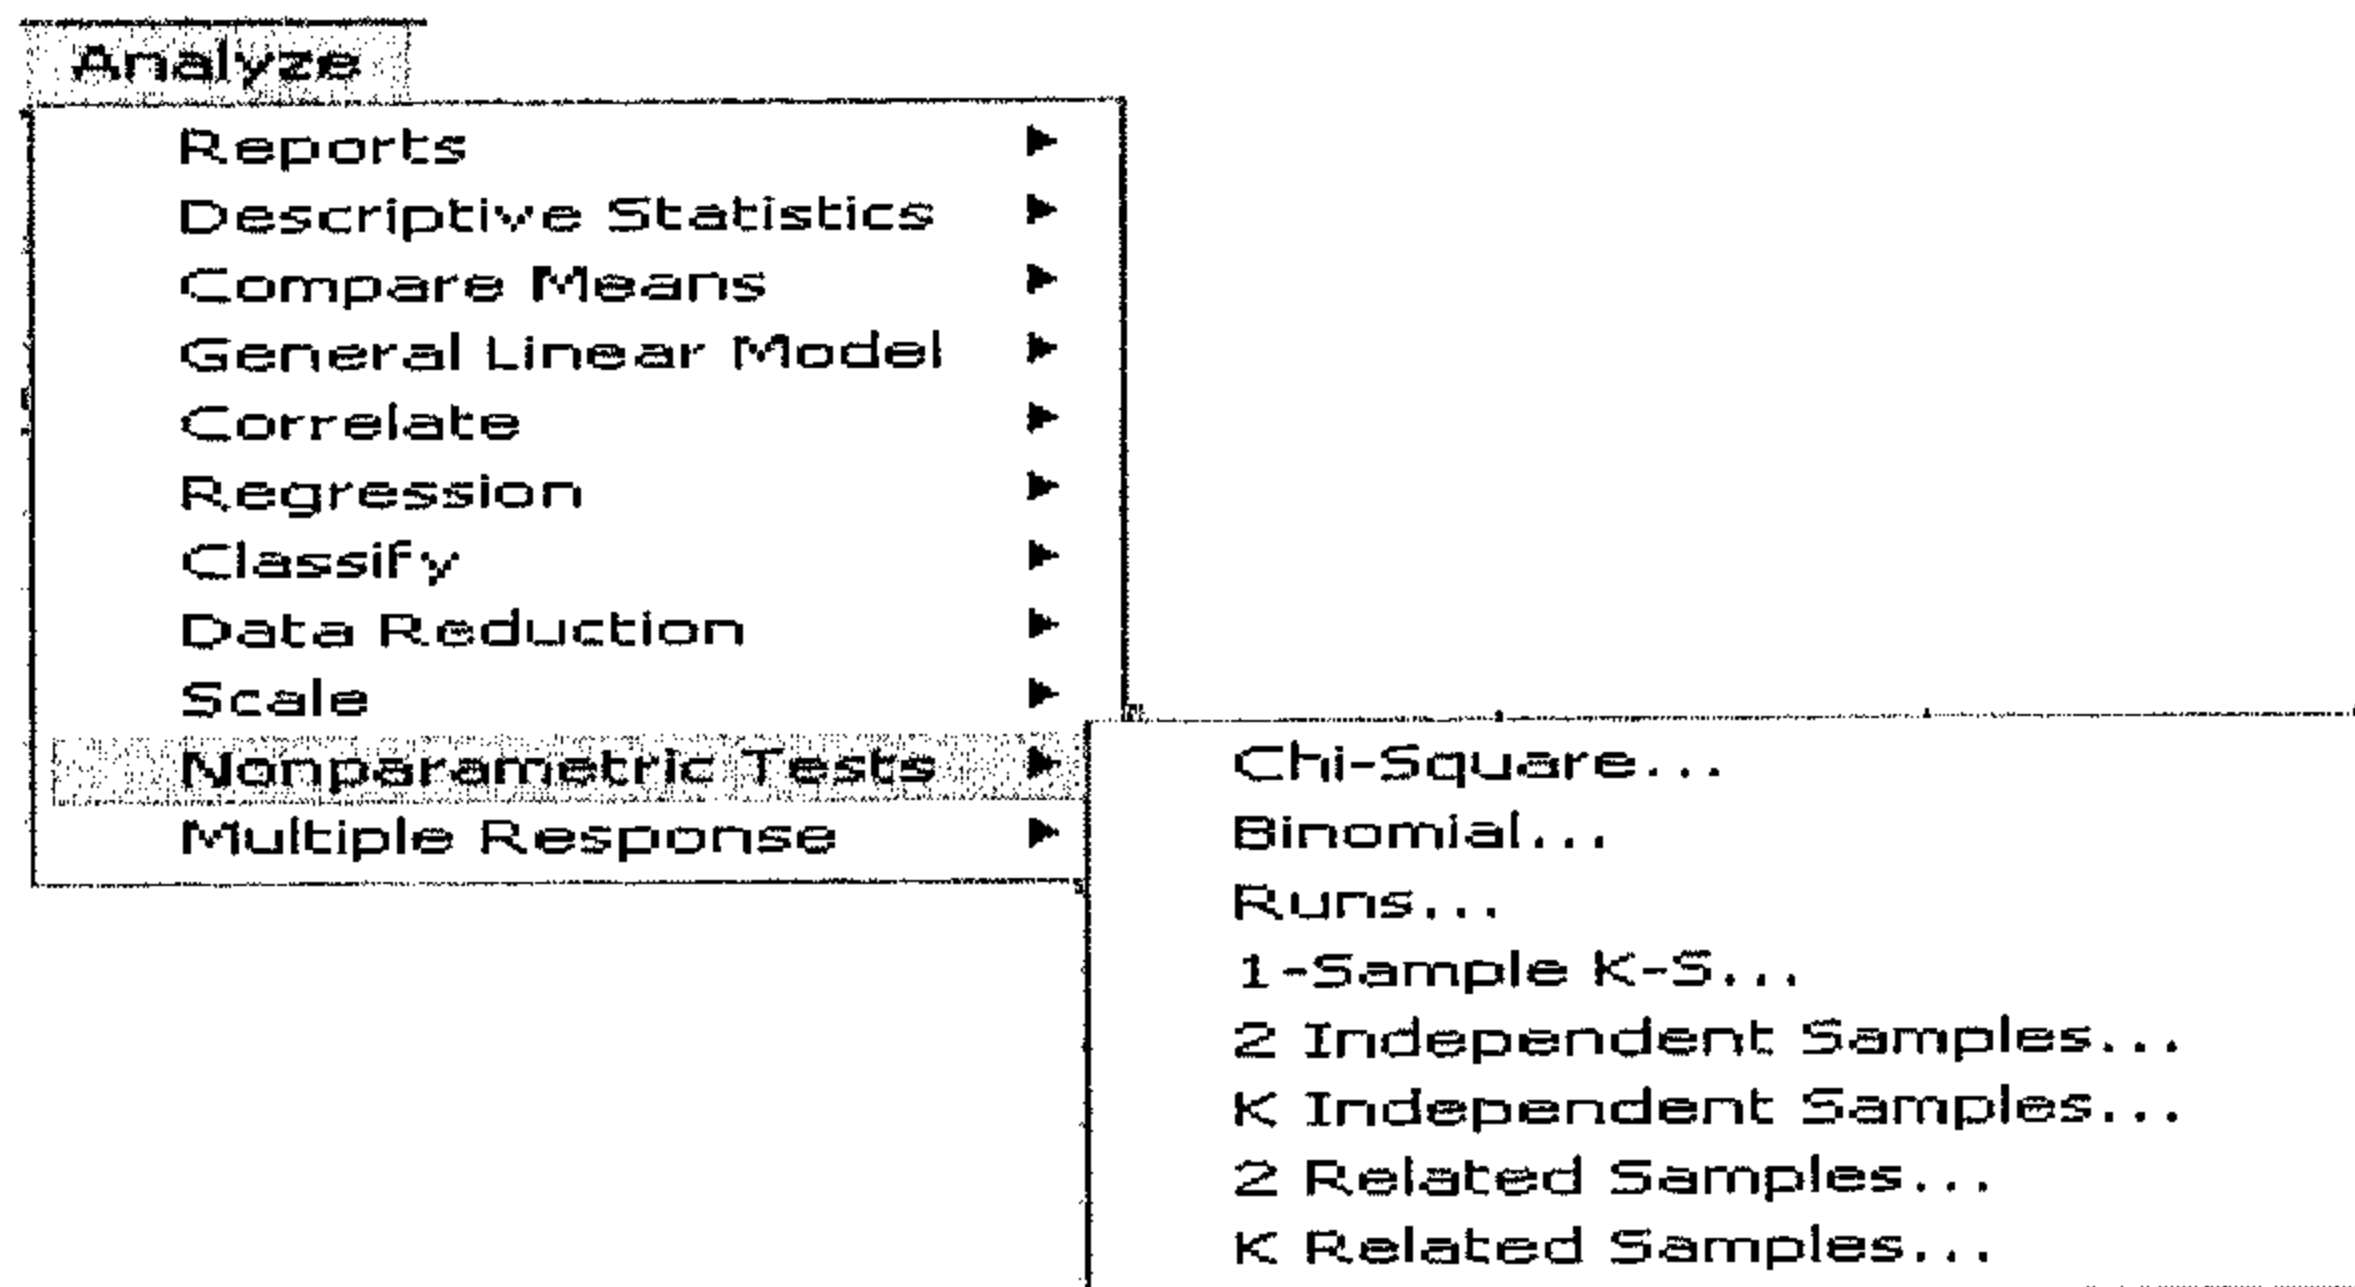 Analyze
Reports
Descriptive Statistics
Compare Means
General Linear Model
Correlate
Regression
Classify
Data Reduction
Scale
Nonparametric Tests
Multiple Response
Chi-Square...
Binomial...
Runs...
1-Sample K-S...
2 Independent Samples...
K Independent Samples...
2 Related Samples...
K Related Samples...